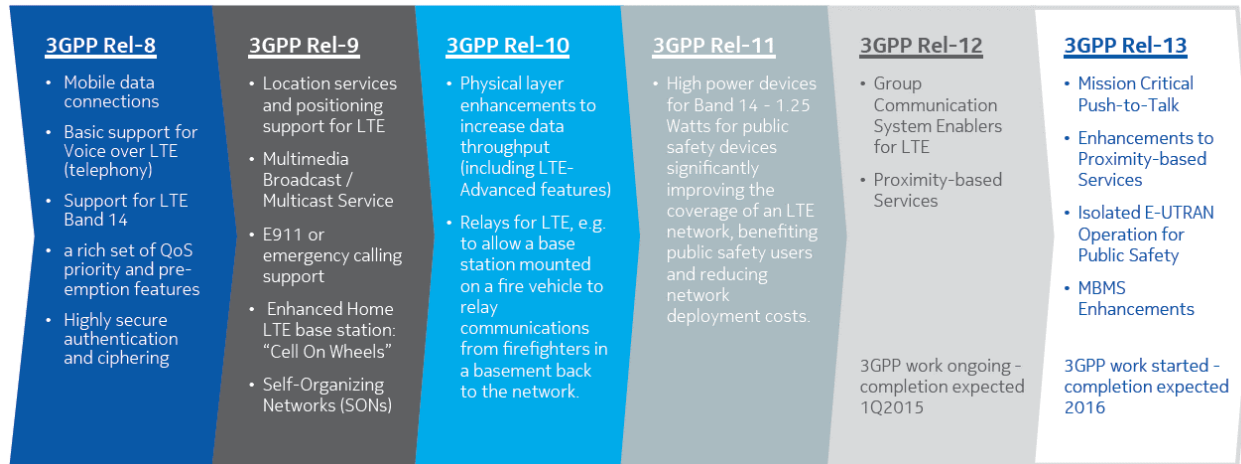 3GPP Rel-8
• Mobile data
connections
• Basic support for
Voice over LTE
(telephony)
• Support for LTE
Band 14
• a rich set of QoS
priority and pre-
emption features
• Highly secure
authentication
and ciphering
3GPP Rel-9
• Location services
and positioning
support for LTE
• Multimedia
Broadcast /
Multicast Service
• E911 or
emergency calling
support
• Enhanced Home
LTE base station:
“Cell On Wheels”
• Self-Organizing
Networks (SONs)
3GPP Rel-10
• Physical layer
enhancements to
increase data
throughput
(including LTE-
Advanced features)
• Relays for LTE, e.g.
to allow a base
station mounted
on a fire vehicle to
relay
communications
from firefighters in
a basement back
to the network.
3GPP Rel-11
• High power devices
for Band 14 - 1.25
Watts for public
safety devices
significantly
improving the
coverage of an LTE
network, benefiting
public safety users
and reducing
network
deployment costs.
3GPP Rel-12
• Group
Communication
System Enablers
for LTE
• Proximity-based
Services
3GPP work ongoing -
completion expected
1Q2015
3GPP Rel-13
• Mission Critical
Push-to-Talk
• Enhancements to
Proximity-based
Services
• Isolated E-UTRAN
Operation for
Public Safety
• MBMS
Enhancements
3GPP work started -
completion expected
2016